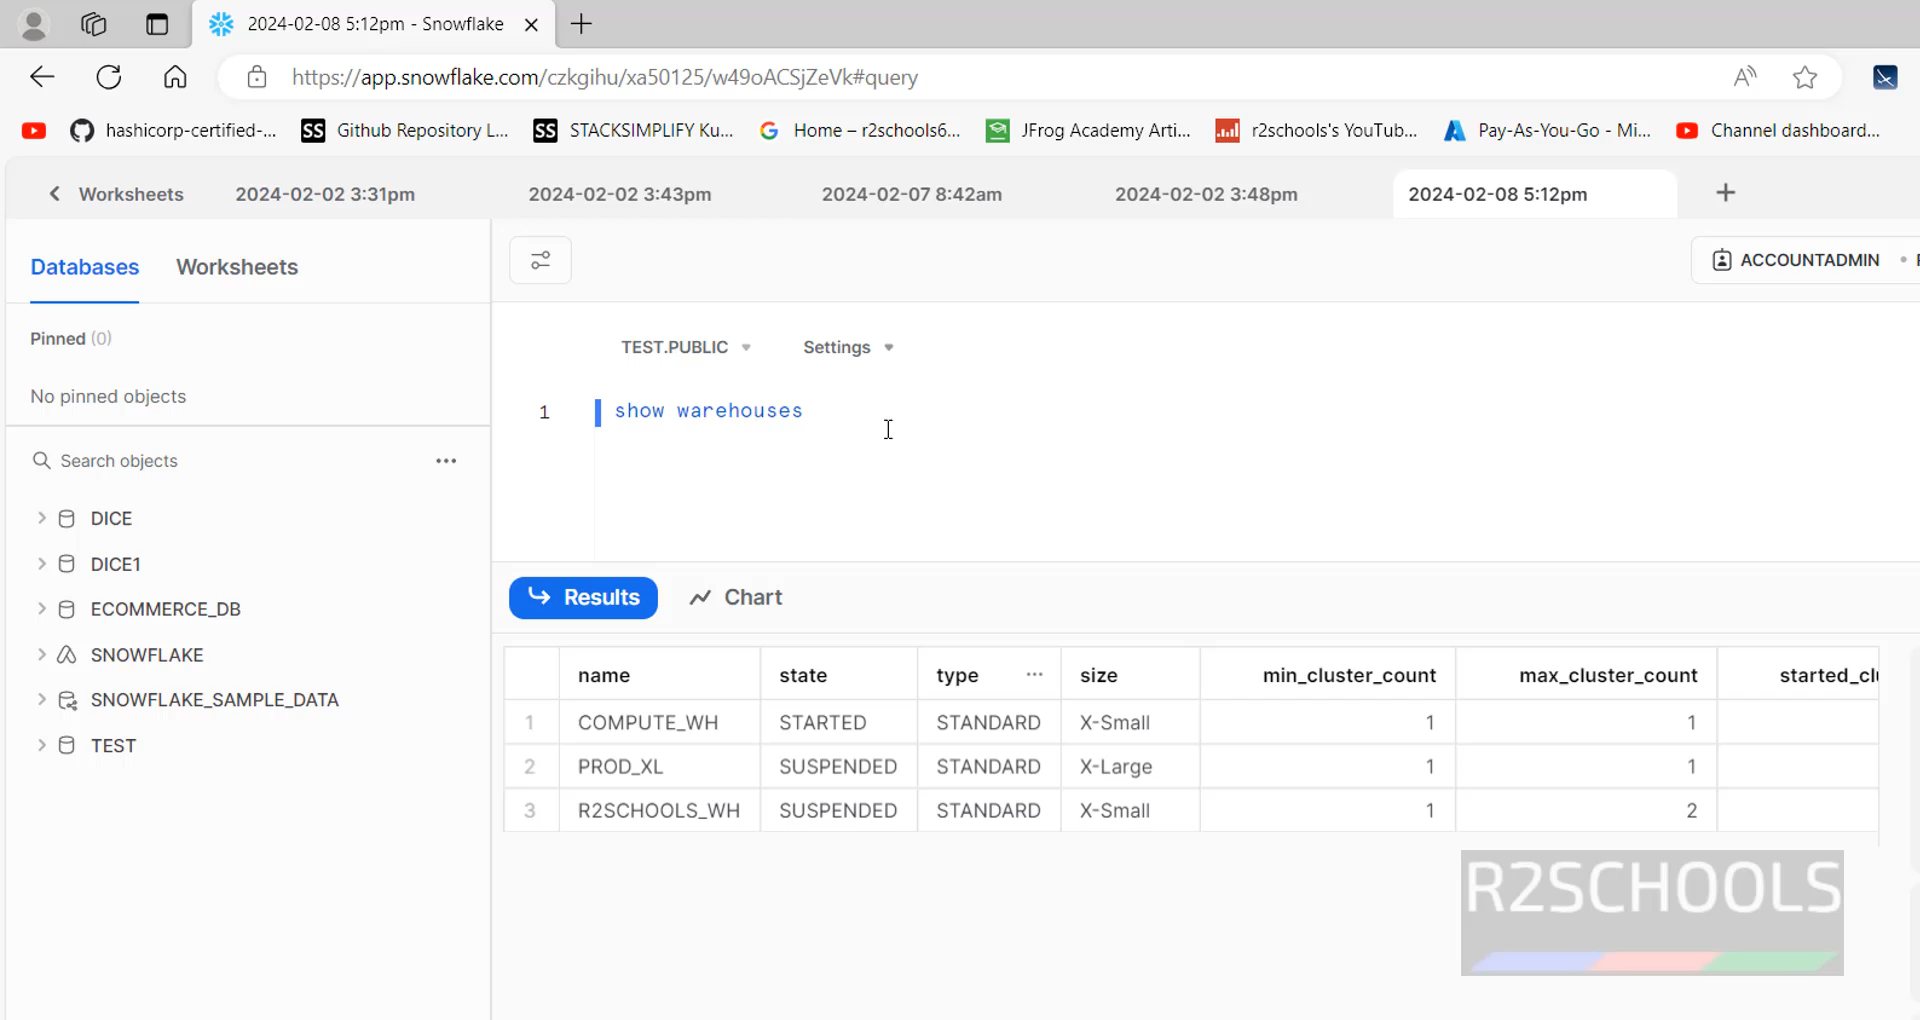 2024-02-08 5:12pm - Snowflake
https://app.snowflake.com/czkgihu/xa50125/w49oACSjZeVk#query
hashicorp-certified-... Github Repository L... STACKSIMPLIFY Ku... Home – r2schools6... JFrog Academy Arti... r2schools's YouTub... Pay-As-You-Go - Mi... Channel dashboard...
Worksheets 2024-02-02 3:31pm 2024-02-02 3:43pm 2024-02-07 8:42am 2024-02-02 3:48pm 2024-02-08 5:12pm
Databases Worksheets
ACCOUNTADMIN
Pinned (0)
TEST.PUBLIC Settings
No pinned objects
1 show warehouses
Search objects
DICE
DICE1
ECOMMERCE_DB
SNOWFLAKE
SNOWFLAKE_SAMPLE_DATA
TEST
Results Chart
name state type ... size min_cluster_count max_cluster_count started_clu
1 COMPUTE_WH STARTED STANDARD X-Small 1 1
2 PROD_XL SUSPENDED STANDARD X-Large 1 1
3 R2SCHOOLS_WH SUSPENDED STANDARD X-Small 1 2
R2SCHOOLS